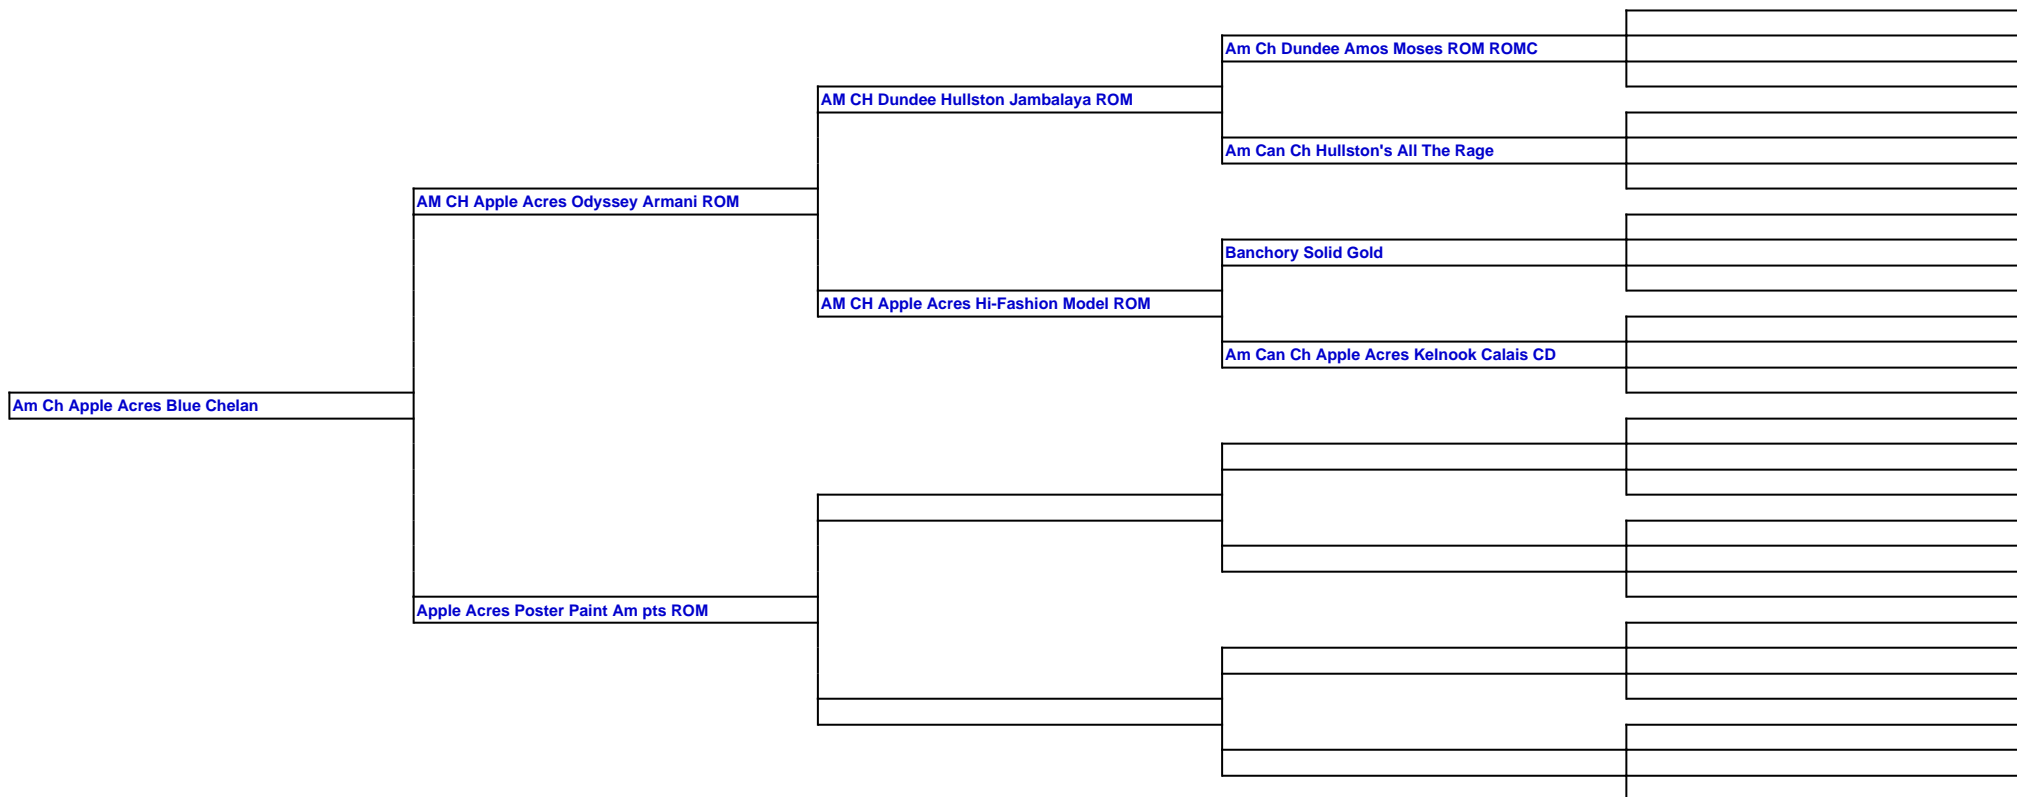 Am Ch Dundee Amos Moses ROM ROMC
AM CH Dundee Hullston Jambalaya ROM
Am Can Ch Hullston's All The Rage
AM CH Apple Acres Odyssey Armani ROM
Banchory Solid Gold
AM CH Apple Acres Hi-Fashion Model ROM
Am Can Ch Apple Acres Kelnook Calais CD
Am Ch Apple Acres Blue Chelan
Apple Acres Poster Paint Am pts ROM